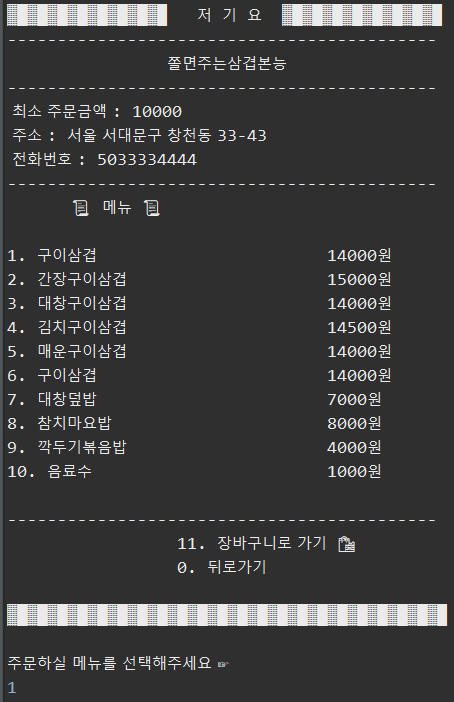 저 기 요
쫄면주는삼겹본능
최소 주문금액 : 10000
주소 : 서울 서대문구 창천동 33-43
전화번호 : 5033334444
메뉴
1. 구이삼겹 14000원
2. 간장구이삼겹 15000원
3. 대창구이삼겹 14000원
4. 김치구이삼겹 14500원
5. 매운구이삼겹 14000원
6. 구이삼겹 14000원
7. 대창덮밥 7000원
8. 참치마요밥 8000원
9. 깍두기볶음밥 4000원
10. 음료수 1000원
11. 장바구니로 가기
0. 뒤로가기
주문하실 메뉴를 선택해주세요 ☞
1